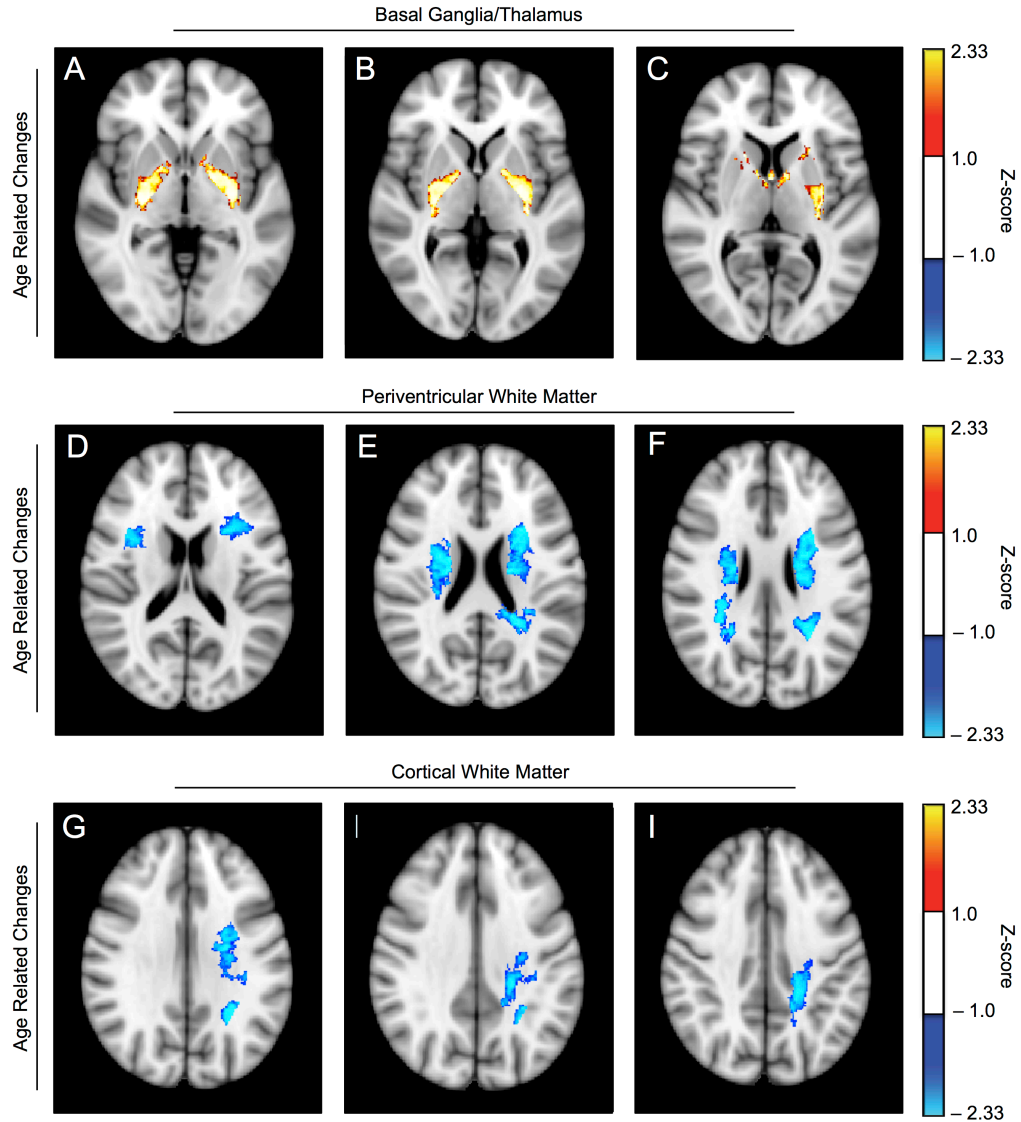 Basal Ganglia/Thalamus
Age Related Changes
A
B
C
2.33
1.0
– 1.0
– 2.33
Z-score
Periventricular White Matter
Age Related Changes
D
E
F
2.33
1.0
– 1.0
– 2.33
Z-score
Cortical White Matter
Age Related Changes
G
I
I
2.33
1.0
– 1.0
– 2.33
Z-score